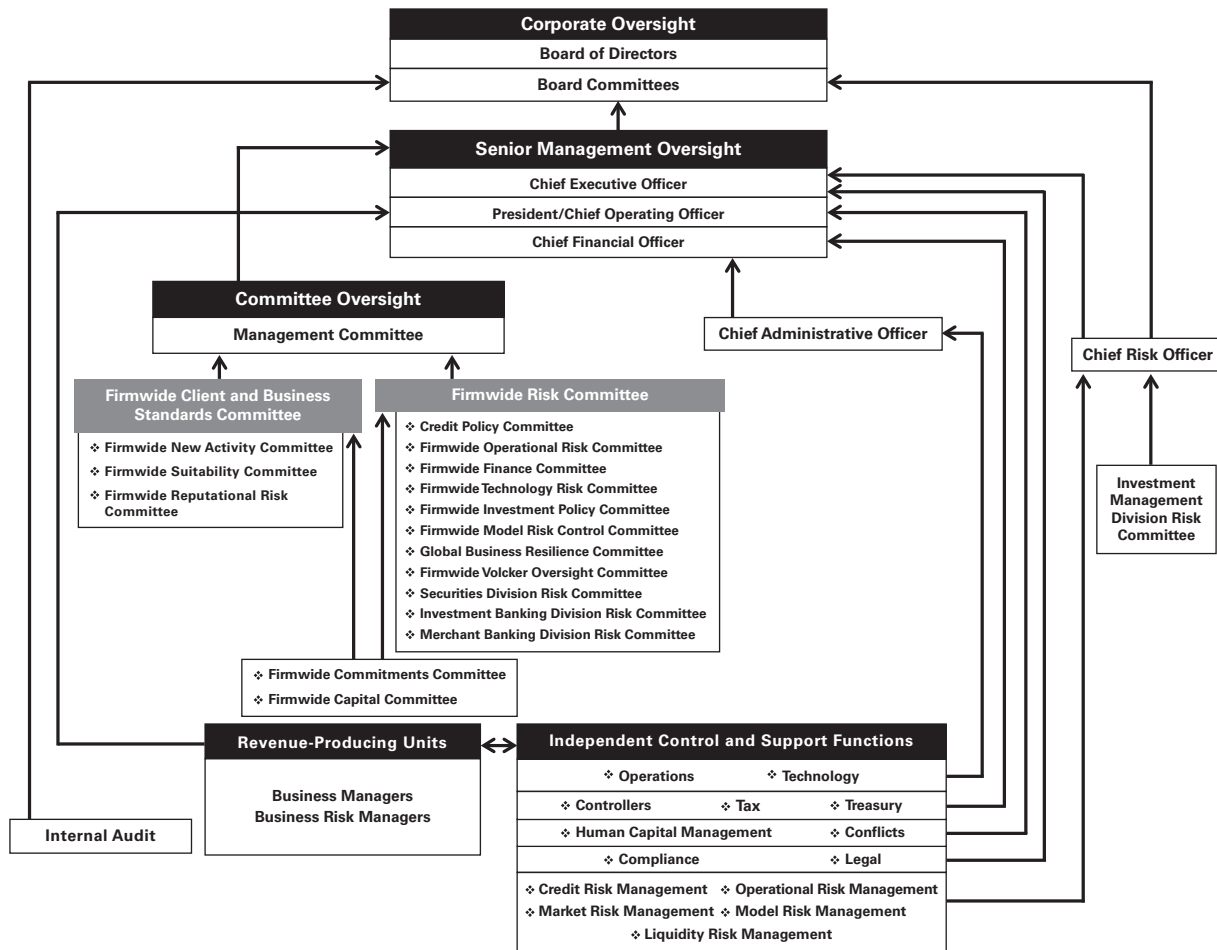 Corporate Oversight
Board of Directors
Board Committees
Senior Management Oversight
Chief Executive Officer
President/Chief Operating Officer
Chief Financial Officer
Committee Oversight
Management Committee
Chief Administrative Officer
Chief Risk Officer
Firmwide Client and Business
Standards Committee
❖ Firmwide New Activity Committee
❖ Firmwide Suitability Committee
❖ Firmwide Reputational Risk
Committee
Firmwide Risk Committee
❖ Credit Policy Committee
❖ Firmwide Operational Risk Committee
❖ Firmwide Finance Committee
❖ Firmwide Technology Risk Committee
❖ Firmwide Investment Policy Committee
❖ Firmwide Model Risk Control Committee
❖ Global Business Resilience Committee
❖ Firmwide Volcker Oversight Committee
❖ Securities Division Risk Committee
❖ Investment Banking Division Risk Committee
❖ Merchant Banking Division Risk Committee
Investment
Management
Division Risk
Committee
❖ Firmwide Commitments Committee
❖ Firmwide Capital Committee
Revenue-Producing Units
Business Managers
Business Risk Managers
Internal Audit
Independent Control and Support Functions
❖ Operations ❖ Technology
❖ Controllers ❖ Tax ❖ Treasury
❖ Human Capital Management ❖ Conflicts
❖ Compliance ❖ Legal
❖ Credit Risk Management ❖ Operational Risk Management
❖ Market Risk Management ❖ Model Risk Management
❖ Liquidity Risk Management